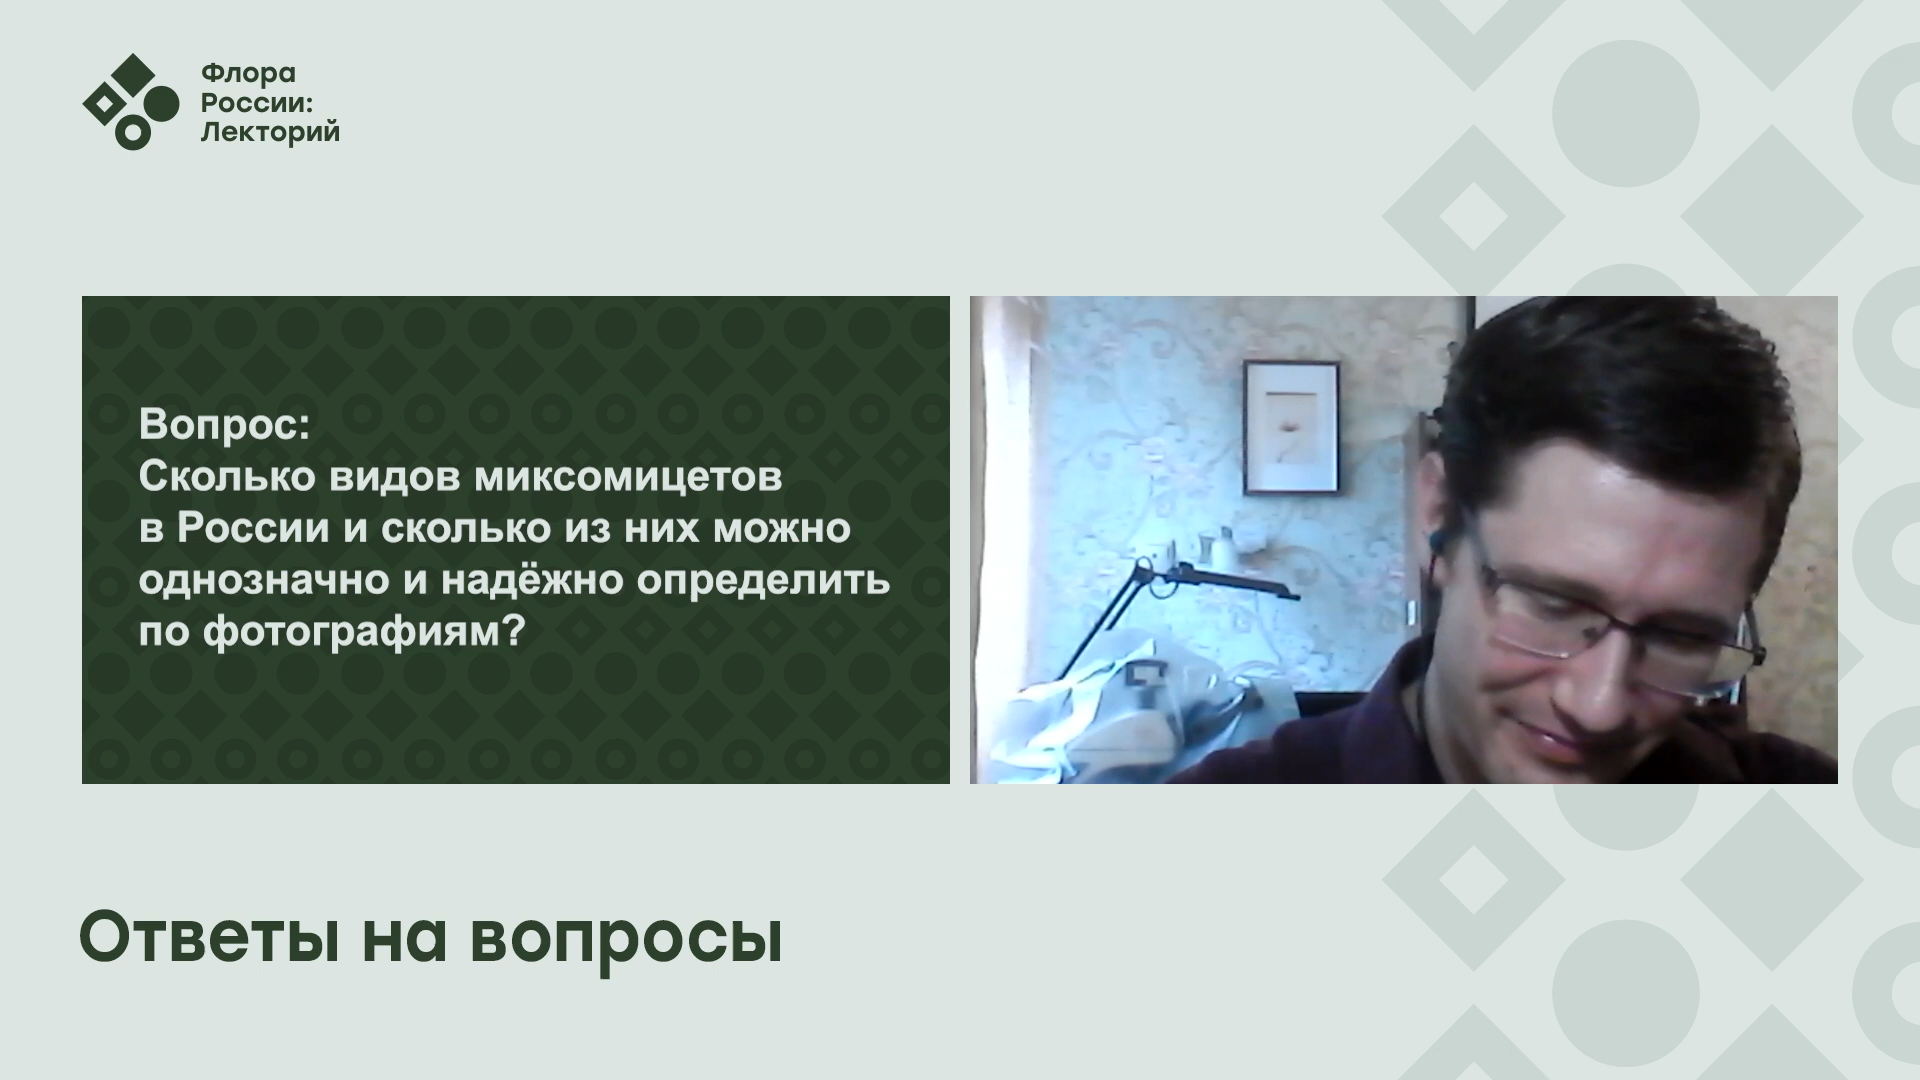 Флора
России:
Лекторий
Вопрос:
Сколько видов миксомицетов
в России и сколько из них можно
однозначно и надёжно определить
по фотографиям?
Ответы на вопросы